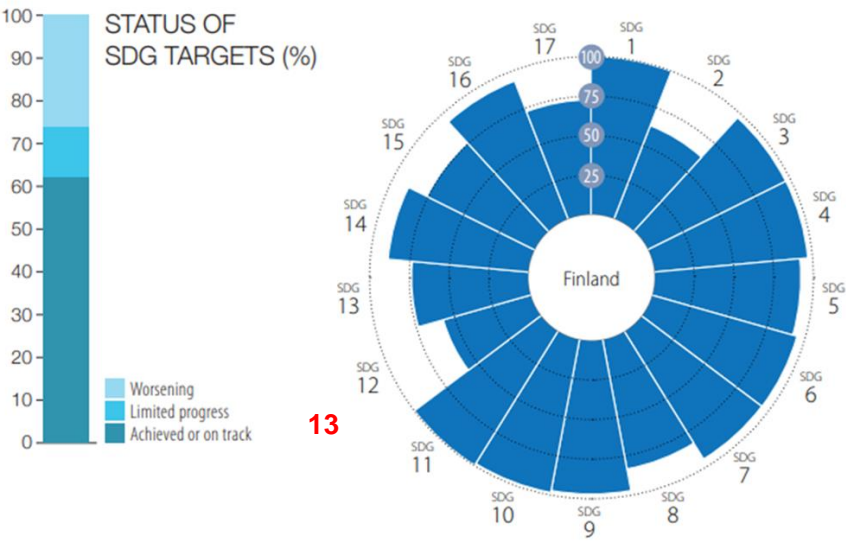 STATUS OF
SDG TARGETS (%)
100
90
80
70
60
50
40
30
20
10
0
Worsening
Limited progress
Achieved or on track
13
100
75
50
25
Finland
SDG
1
SDG
2
SDG
3
SDG
4
SDG
5
SDG
6
SDG
7
SDG
8
SDG
9
SDG
10
SDG
11
SDG
12
SDG
13
SDG
14
SDG
15
SDG
16
SDG
17